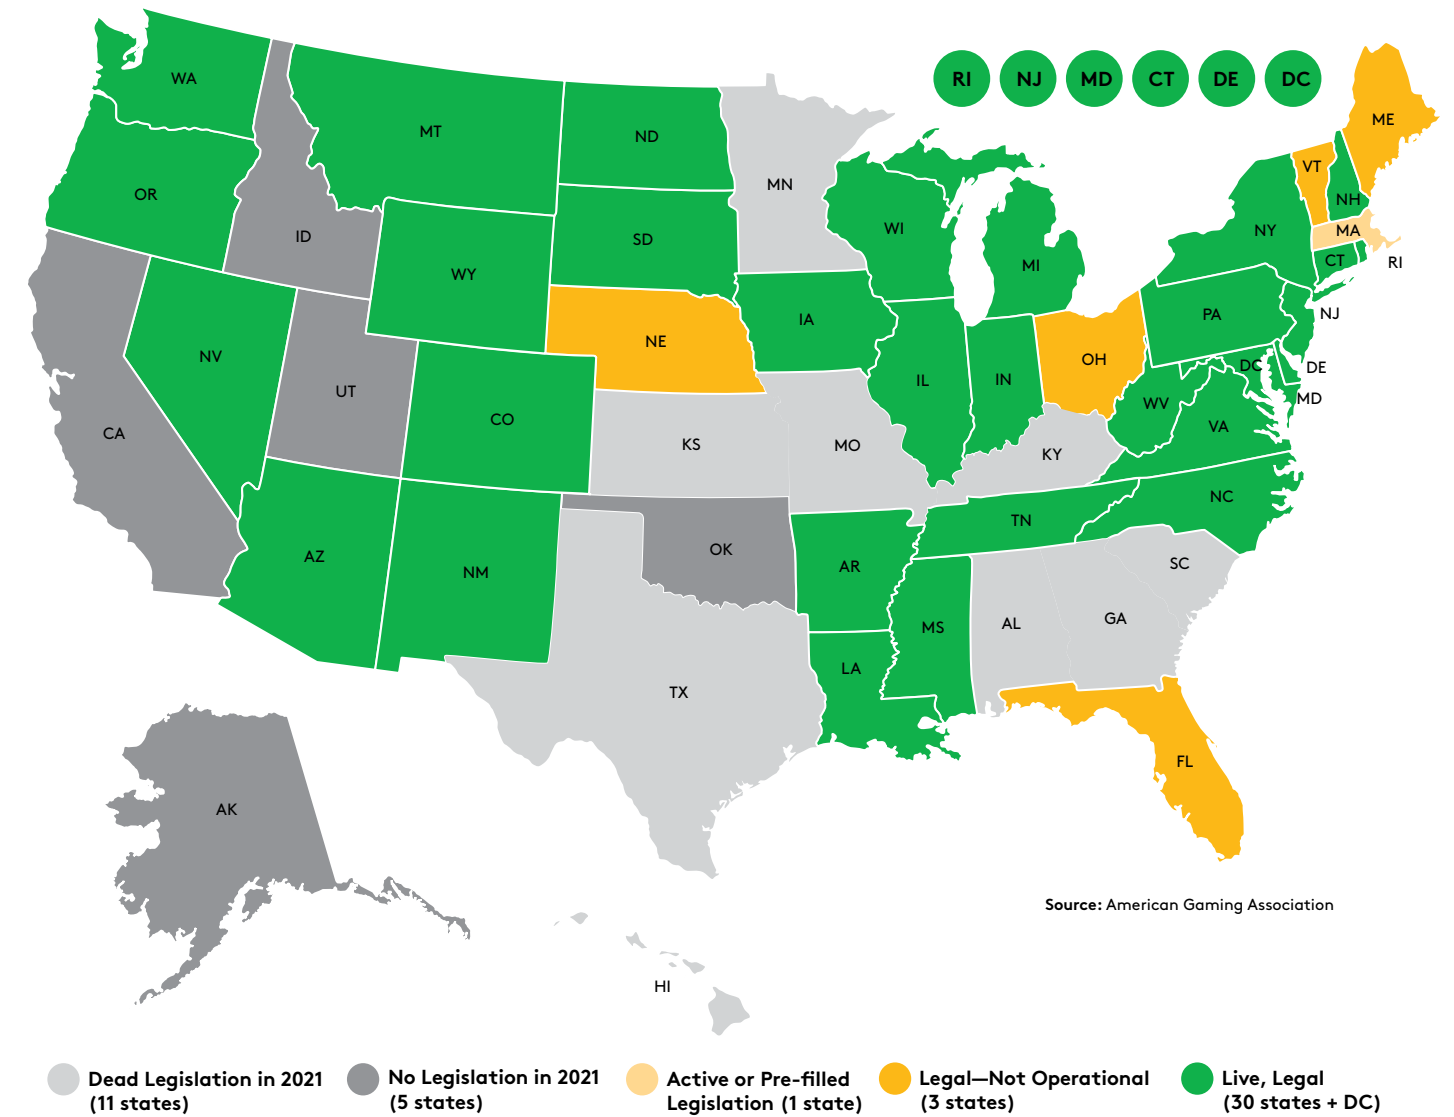 RI NJ MD CT DE DC
WA
MT
ND
MN
ME
VT
OR
NH
ID
SD
WI
NY
MA
WY
MI
CT
RI
NV
NE
IA
PA
NJ
OH
DC
DE
UT
CO
IL
IN
WV
MD
CA
KS
MO
KY
VA
NC
AZ
NM
OK
AR
TN
SC
TX
LA
MS
AL
GA
FL
AK
HI
Source: American Gaming Association
Dead Legislation in 2021
(11 states)
No Legislation in 2021
(5 states)
Active or Pre-filled
Legislation (1 state)
Legal—Not Operational
(3 states)
Live, Legal
(30 states + DC)